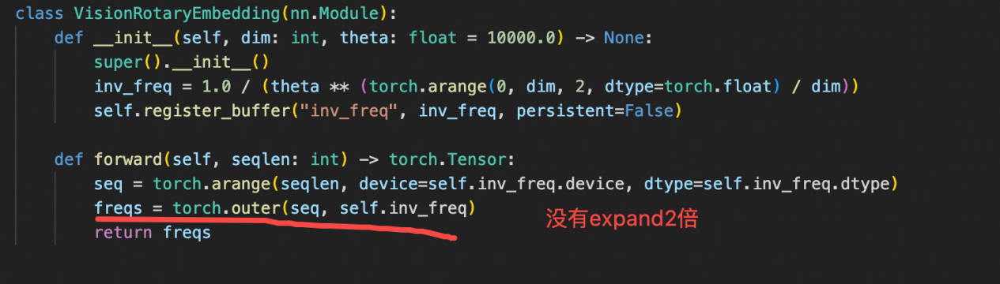 class VisionRotaryEmbedding(nn.Module):
    def __init__(self, dim: int, theta: float = 10000.0) -> None:
        super().__init__()
        inv_freq = 1.0 / (theta ** (torch.arange(0, dim, 2, dtype=torch.float) / dim))
        self.register_buffer("inv_freq", inv_freq, persistent=False)
    def forward(self, seqlen: int) -> torch.Tensor:
        seq = torch.arange(seqlen, device=self.inv_freq.device, dtype=self.inv_freq.dtype)
        freqs = torch.outer(seq, self.inv_freq)
没有expand2倍
        return freqs